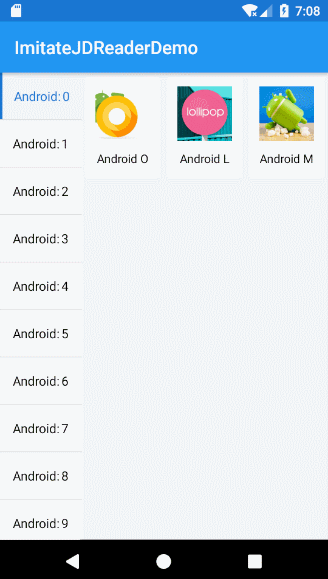 7:08
ImitateJDReaderDemo
Android: 0
Android: 1
Android: 2
Android: 3
Android: 4
Android: 5
Android: 6
Android: 7
Android: 8
Android: 9
lollipop
Android O
Android L
Android M